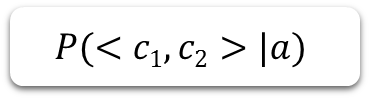 P(< c₁, c₂ > |a)